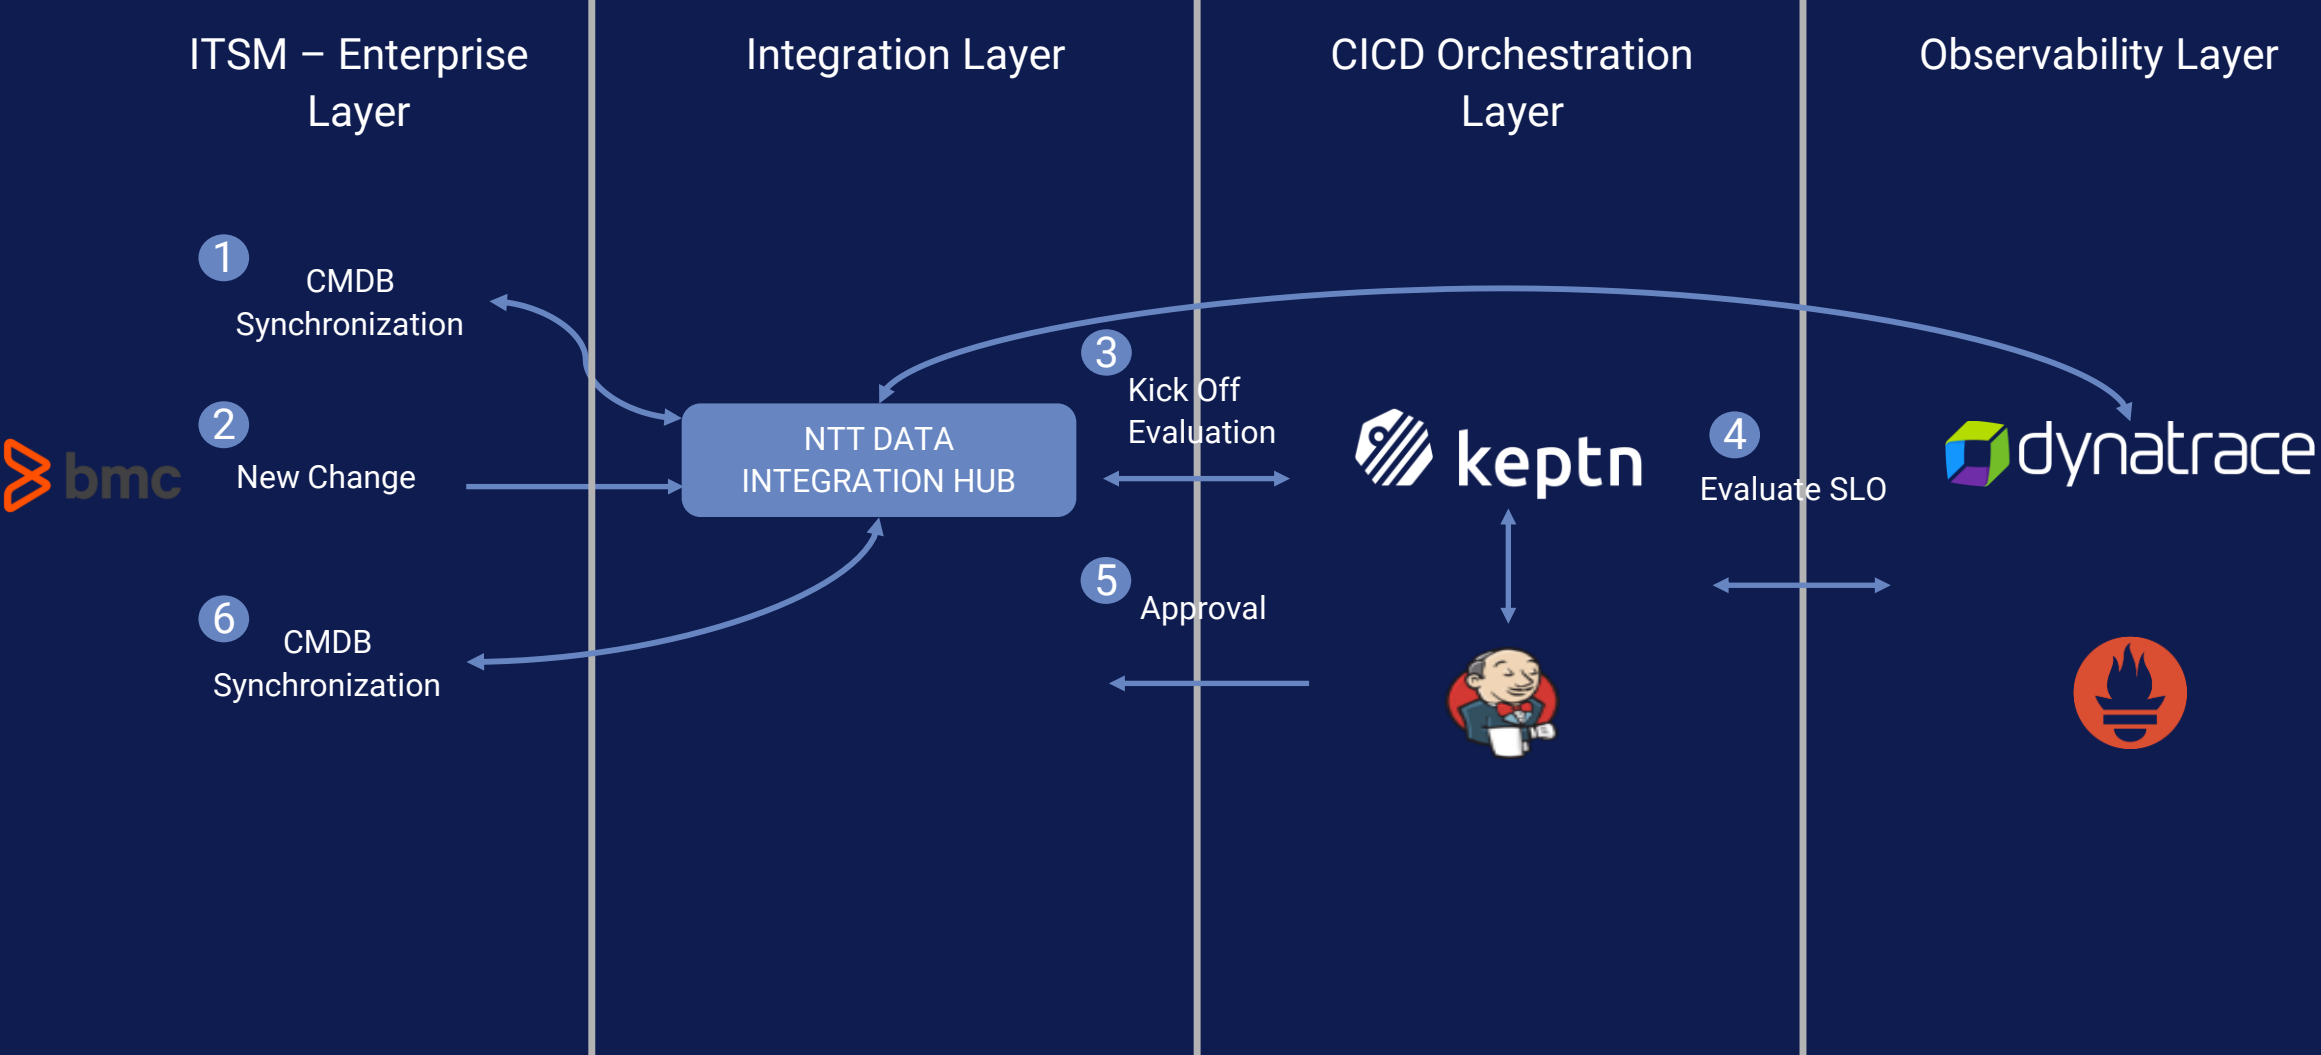 ITSM – Enterprise
Layer
Integration Layer
CICD Orchestration
Layer
Observability Layer
1
CMDB
Synchronization
2
New Change
bmc
6
CMDB
Synchronization
NTT DATA
INTEGRATION HUB
3
Kick Off
Evaluation
5
Approval
keptn
4
Evaluate SLO
dynatrace